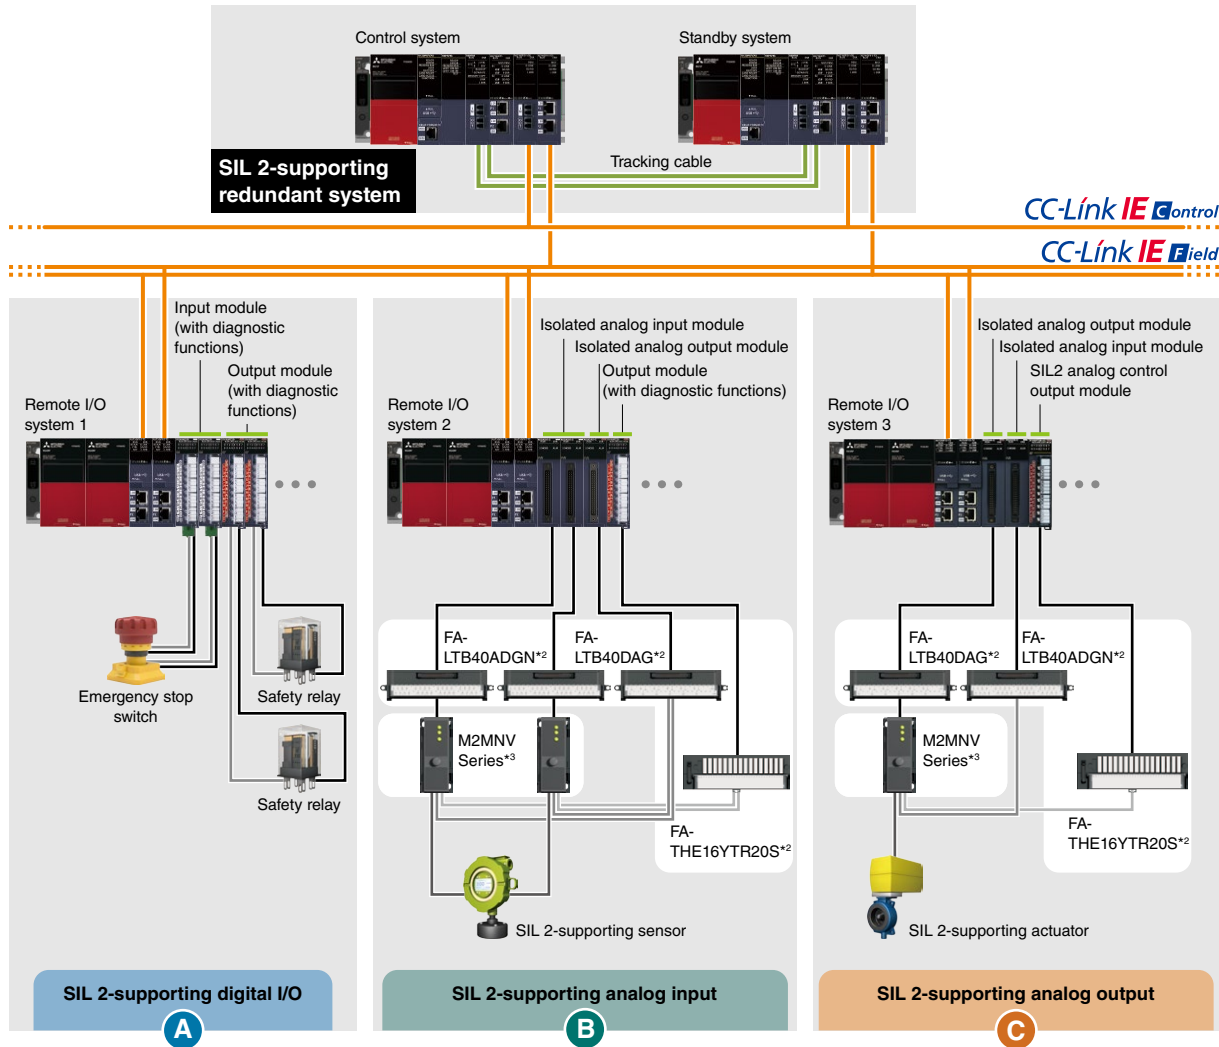 Control system
Standby system
Tracking cable
SIL 2-supporting
redundant system
CC-Link IE Control
CC-Link IE Field
Input module
(with diagnostic
functions)
Output module
(with diagnostic
functions)
Remote I/O
system 1
Emergency stop
switch
Safety relay
Safety relay
SIL 2-supporting digital I/O
A
Isolated analog input module
Isolated analog output module
Output module
(with diagnostic functions)
Remote I/O
system 2
FA-
LTB40ADGN*2
FA-
LTB40DAG*2
M2MNV
Series*3
FA-
THE16YTR20S*2
SIL 2-supporting sensor
SIL 2-supporting analog input
B
Isolated analog output module
Isolated analog input module
SIL2 analog control
output module
Remote I/O
system 3
FA-
LTB40DAG*2
FA-
LTB40ADGN*2
M2MNV
Series*3
FA-
THE16YTR20S*2
SIL 2-supporting actuator
SIL 2-supporting analog output
C